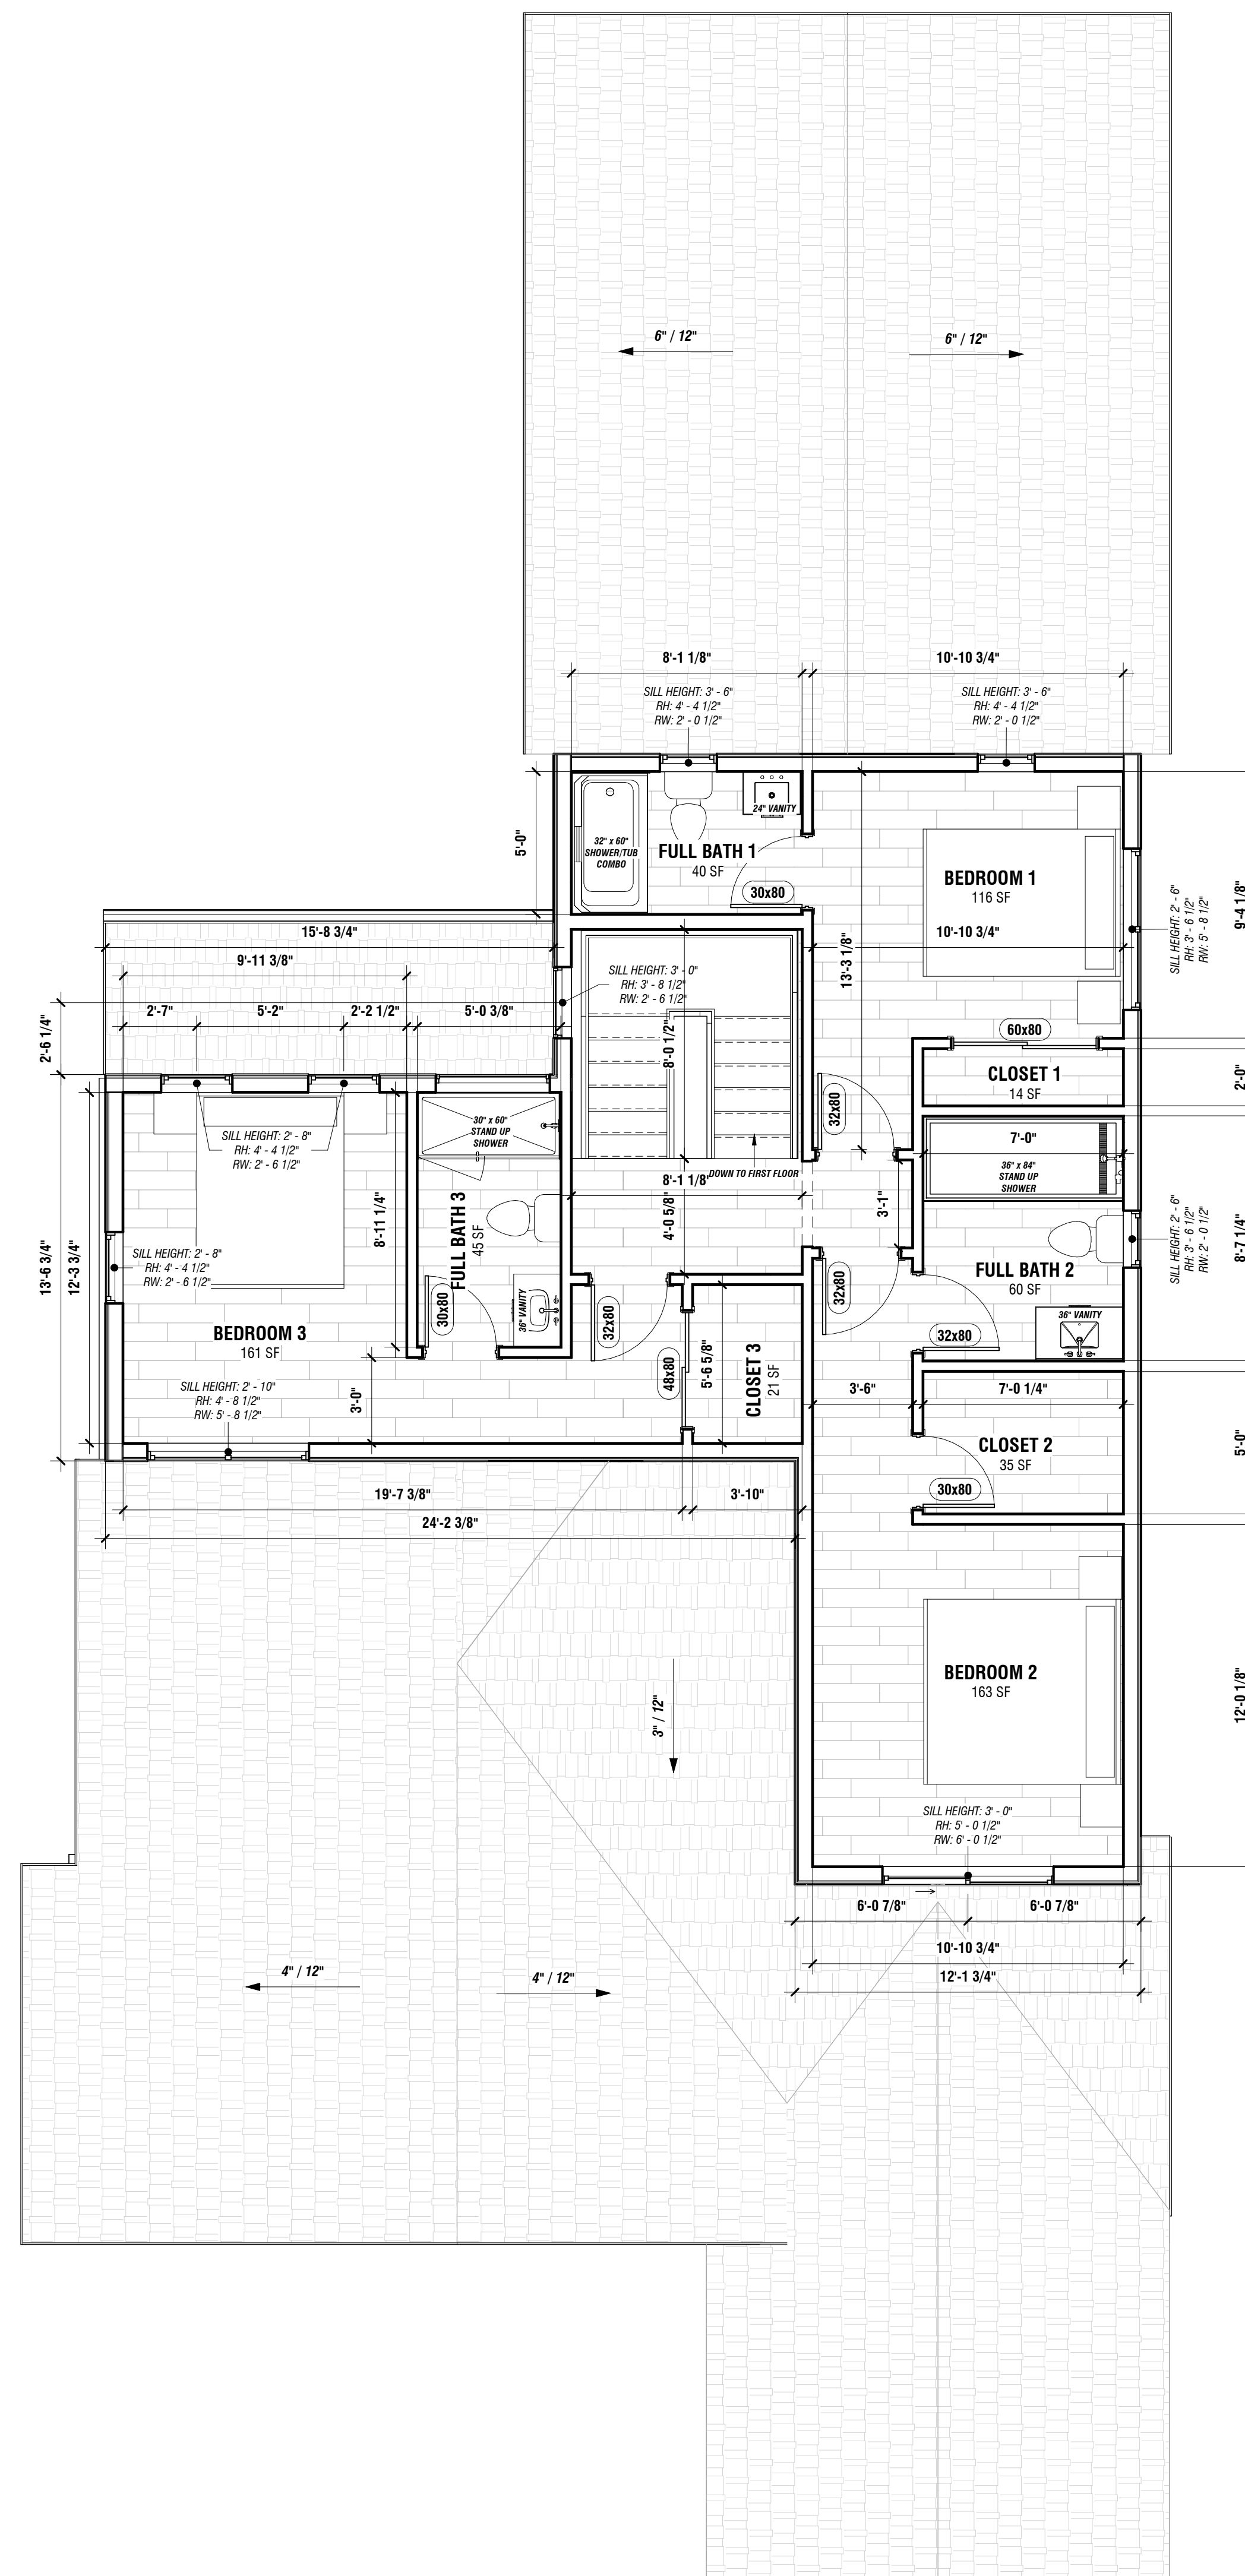 6" / 12"
6" / 12"
8'-1 1/8"
10'-10 3/4"
SILL HEIGHT: 3' - 6"
RH: 4' - 4 1/2"
RW: 2' - 0 1/2"
SILL HEIGHT: 3' - 6"
RH: 4' - 4 1/2"
RW: 2' - 0 1/2"
5'-0"
32" x 60"
SHOWER/TUB
COMBO
24" VANITY
FULL BATH 1
40 SF
30x80
BEDROOM 1
116 SF
10'-10 3/4"
13'-3 1/8"
SILL HEIGHT: 2' - 6"
RH: 3' - 6 1/2"
RW: 5' - 8 1/2"
9'-4 1/8"
15'-8 3/4"
9'-11 3/8"
2'-7"
5'-2"
2'-2 1/2"
5'-0 3/8"
2'-6 1/4"
SILL HEIGHT: 3' - 0"
RH: 3' - 8 1/2"
RW: 2' - 6 1/2"
8'-0 1/2"
60x80
CLOSET 1
14 SF
2'-0"
32x80
SILL HEIGHT: 2' - 8"
RH: 4' - 4 1/2"
RW: 2' - 6 1/2"
30" x 60"
STAND UP
SHOWER
DOWN TO FIRST FLOOR
8'-1 1/8"
4'-0 5/8"
3'-1"
7'-0"
36" x 84"
STAND UP
SHOWER
SILL HEIGHT: 2' - 6"
RH: 3' - 6 1/2"
RW: 2' - 0 1/2"
8'-7 1/4"
13'-6 3/4"
12'-3 3/4"
8'-11 1/4"
FULL BATH 3
45 SF
SILL HEIGHT: 2' - 8"
RH: 4' - 4 1/2"
RW: 2' - 6 1/2"
30x80
36" VANITY
32x80
32x80
FULL BATH 2
60 SF
36" VANITY
32x80
BEDROOM 3
161 SF
SILL HEIGHT: 2' - 10"
RH: 4' - 8 1/2"
RW: 5' - 8 1/2"
3'-0"
48x80
5'-6 5/8"
CLOSET 3
21 SF
3'-6"
7'-0 1/4"
CLOSET 2
35 SF
30x80
5'-0"
19'-7 3/8"
3'-10"
24'-2 3/8"
BEDROOM 2
163 SF
12'-0 1/8"
3" / 12"
SILL HEIGHT: 3' - 0"
RH: 5' - 0 1/2"
RW: 6' - 0 1/2"
6'-0 7/8"
6'-0 7/8"
10'-10 3/4"
12'-1 3/4"
4" / 12"
4" / 12"